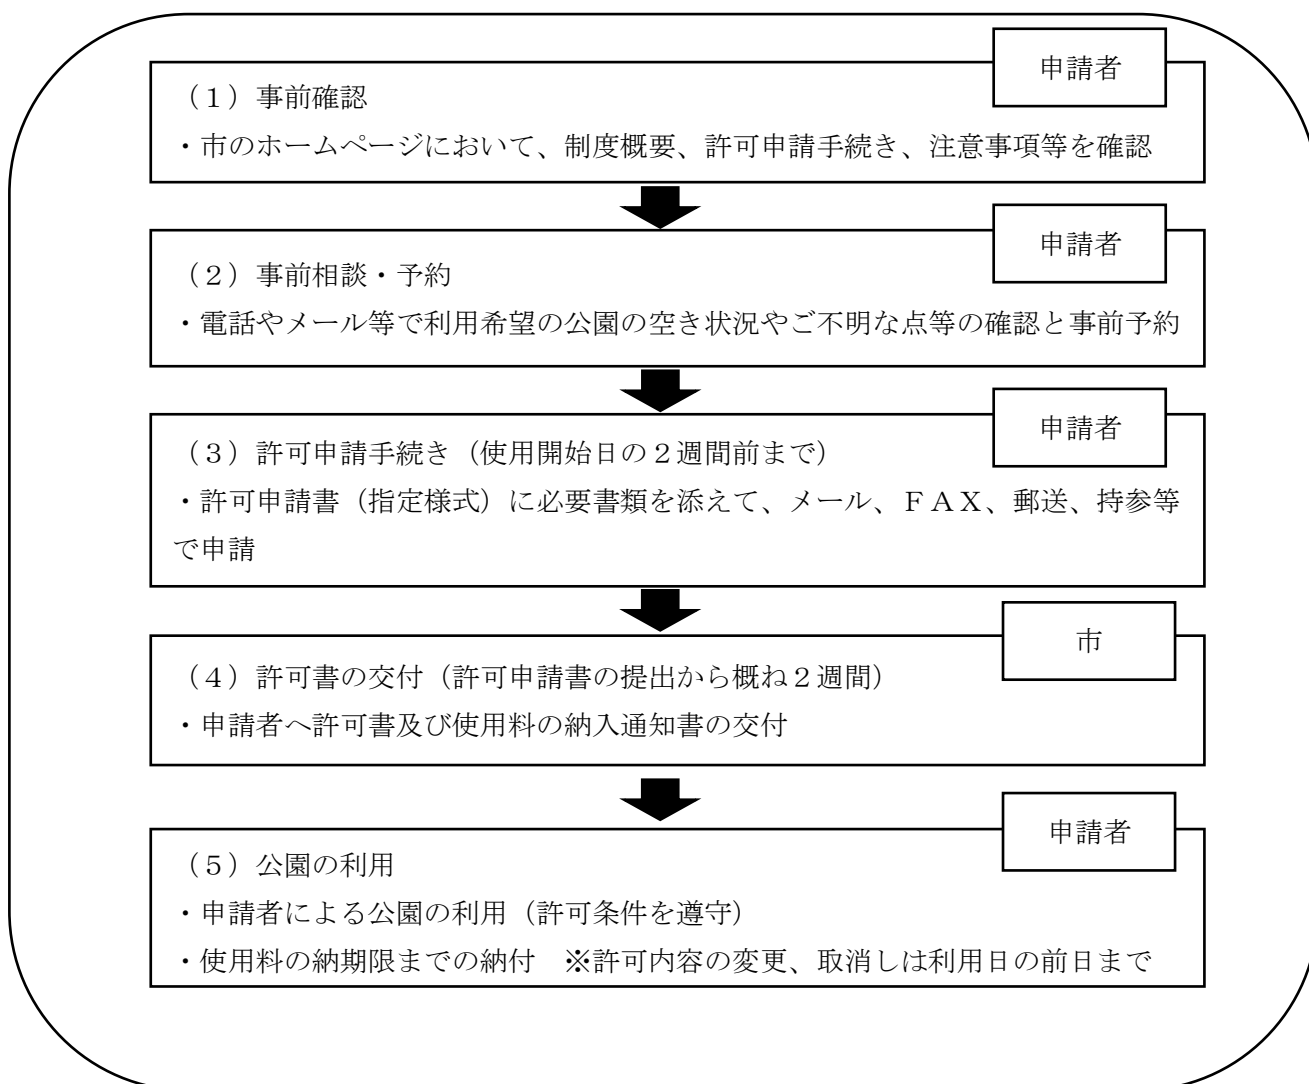 申請者
（１）事前確認
・市のホームページにおいて、制度概要、許可申請手続き、注意事項等を確認
申請者
（２）事前相談・予約
・電話やメール等で利用希望の公園の空き状況やご不明な点等の確認と事前予約
申請者
（３）許可申請手続き（使用開始日の２週間前まで）
・許可申請書（指定様式）に必要書類を添えて、メール、ＦＡＸ、郵送、持参等
で申請
市
（４）許可書の交付（許可申請書の提出から概ね２週間）
・申請者へ許可書及び使用料の納入通知書の交付
申請者
（５）公園の利用
・申請者による公園の利用（許可条件を遵守）
・使用料の納期限までの納付　※許可内容の変更、取消しは利用日の前日まで